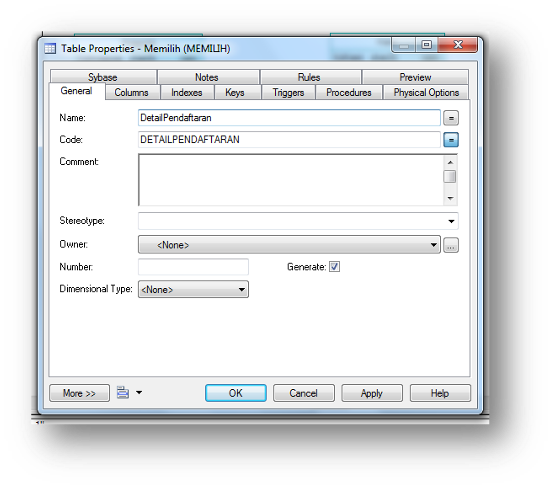 Table Properties - Memilih (MEMILIH)
Sybase Notes Rules Preview
General Columns Indexes Keys Triggers Procedures Physical Options
Name: DetailPendaftaran =
Code: DETAILPENDAFTARAN =
Comment:
Stereotype:
Owner: <None> ...
Number: Generate:
Dimensional Type: <None>
More >> OK Cancel Apply Help